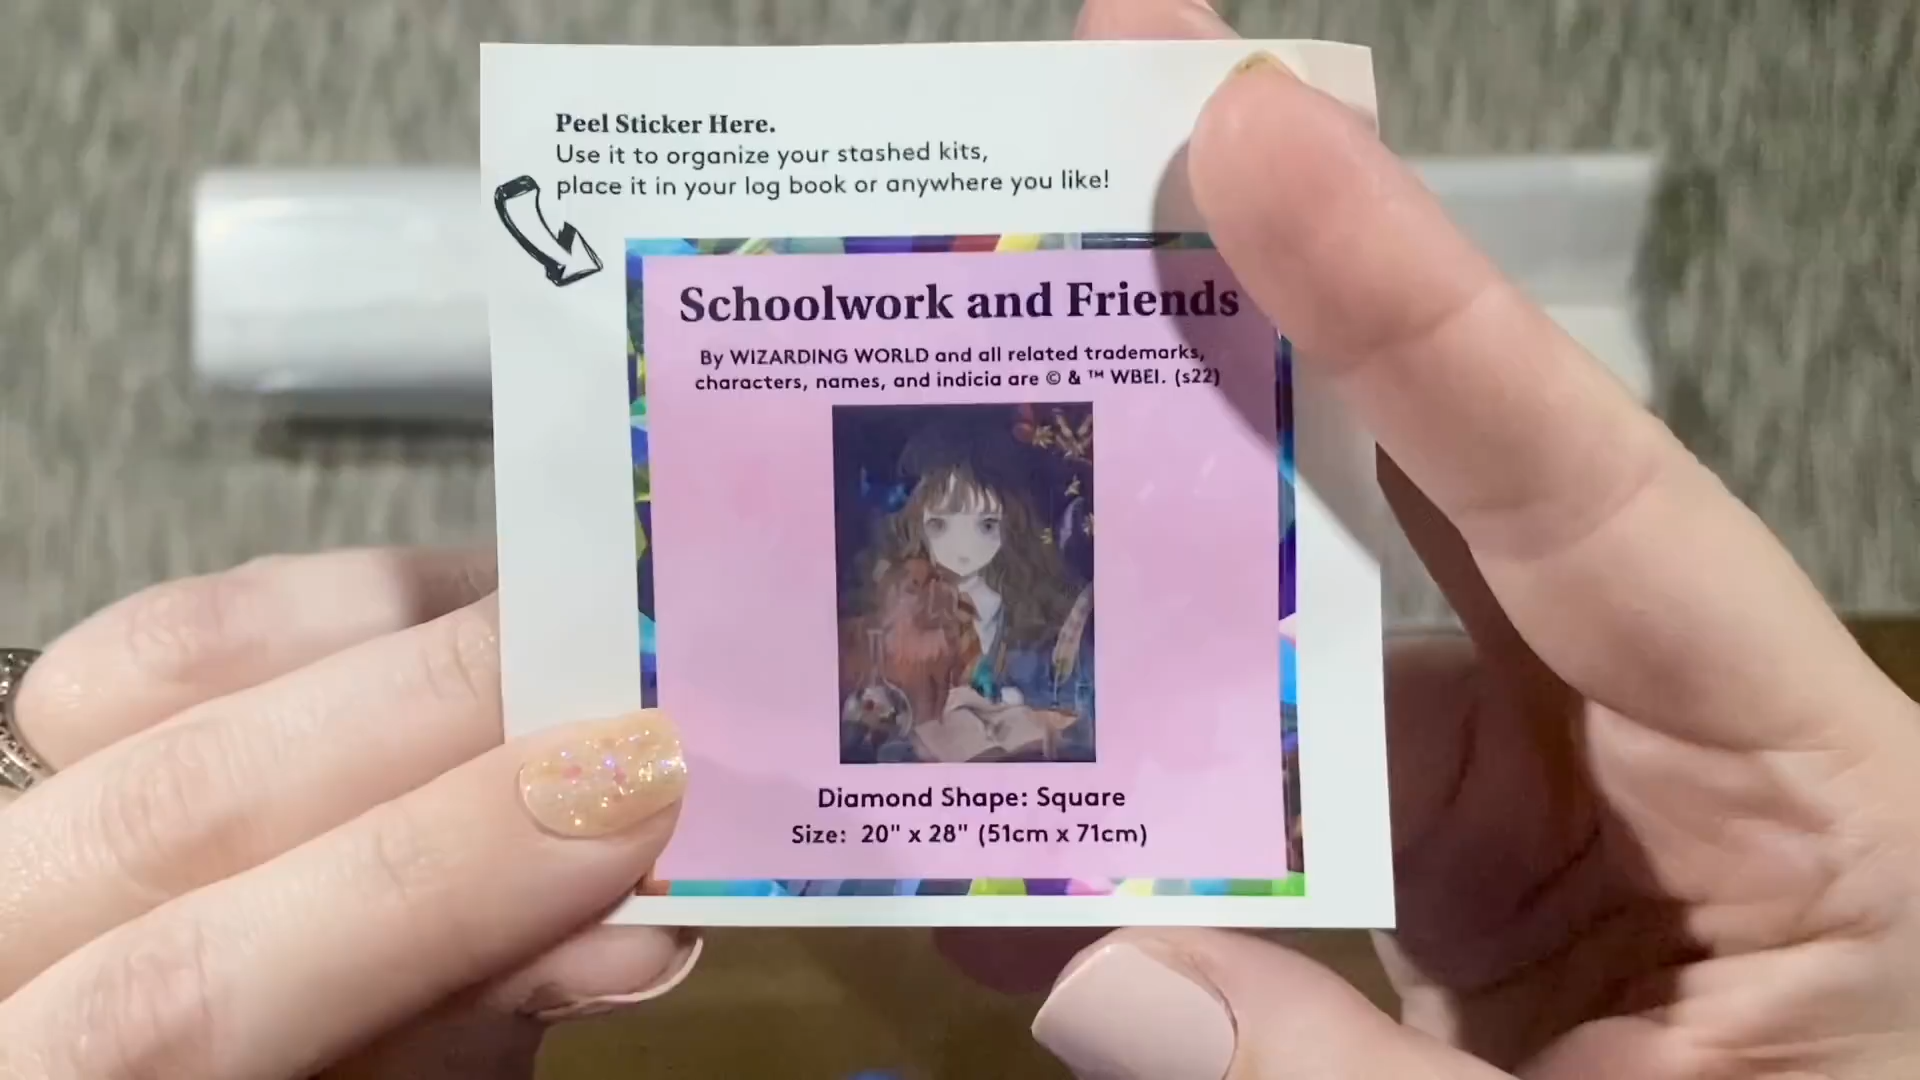 Peel Sticker Here.
Use it to organize your stashed kits,
place it in your log book or anywhere you like!
Schoolwork and Friends
By WIZARDING WORLD and all related trademarks,
characters, names, and indicia are © & ™ WBEI. (s22)
Diamond Shape: Square
Size: 20" x 28" (51cm x 71cm)